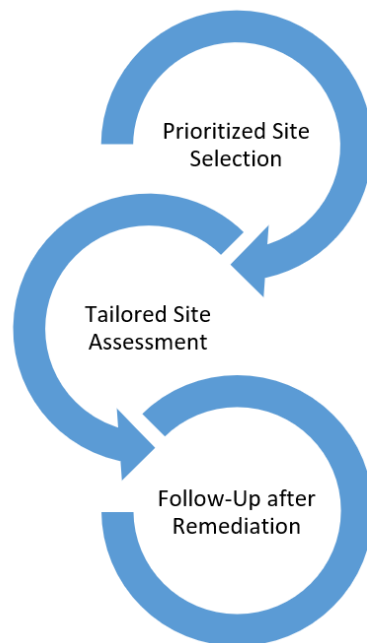 Prioritized Site
Selection
Tailored Site
Assessment
Follow-Up after
Remediation